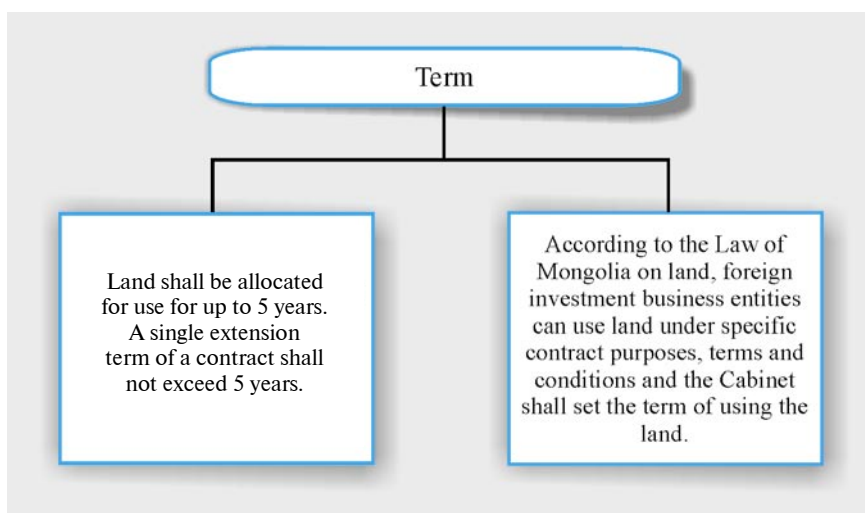 Term
Land shall be allocated
for use for up to 5 years.
A single extension
term of a contract shall
not exceed 5 years.
According to the Law of
Mongolia on land, foreign
investment business entities
can use land under specific
contract purposes, terms and
conditions and the Cabinet
shall set the term of using the
land.